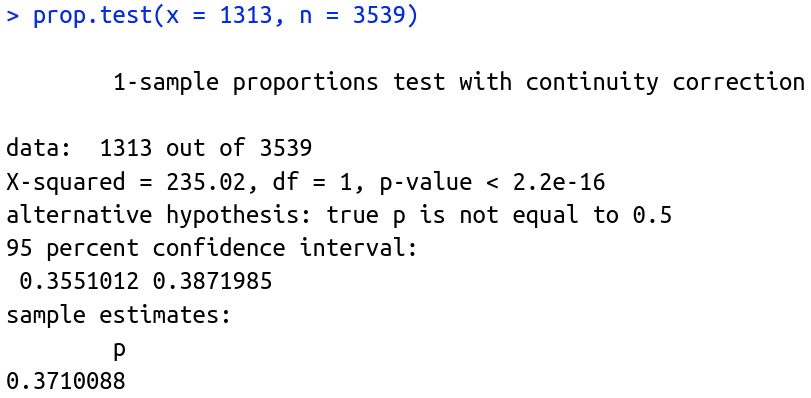 > prop.test(x = 1313, n = 3539)
1-sample proportions test with continuity correction
data:  1313 out of 3539
X-squared = 235.02, df = 1, p-value < 2.2e-16
alternative hypothesis: true p is not equal to 0.5
95 percent confidence interval:
 0.3551012 0.3871985
sample estimates:
        p
0.3710088